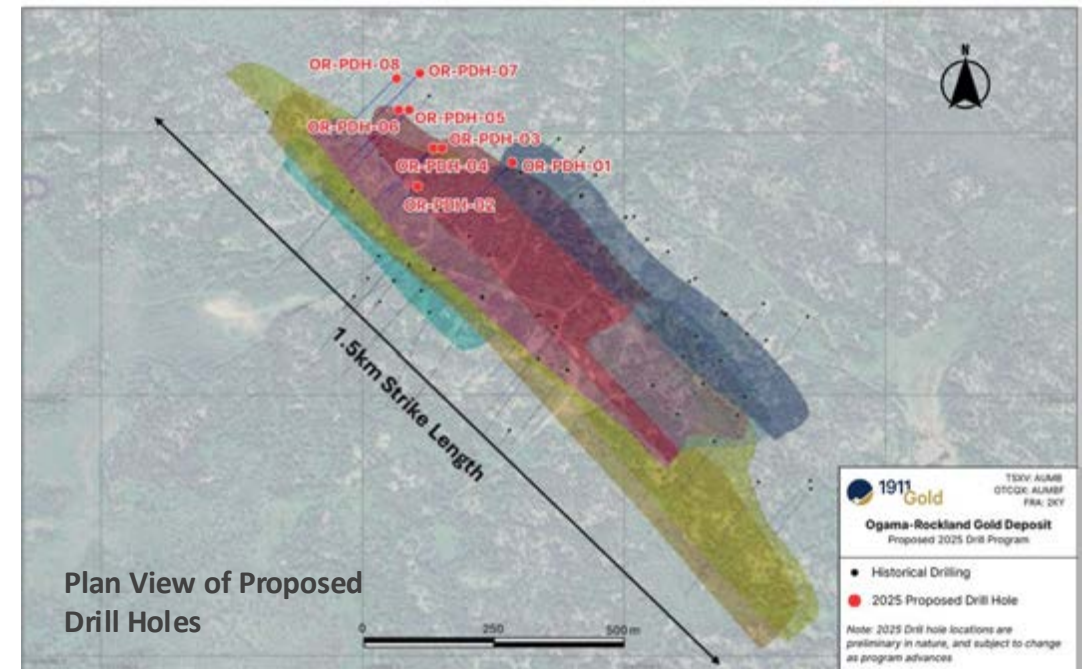 N
OR-PDH-08
OR-PDH-07
OR-PDH-06
OR-PDH-05
OR-PDH-03
OR-PDH-04
OR-PDH-01
OR-PDH-02
1.5km Strike Length
Plan View of Proposed
Drill Holes
0 250 500 m
1911 Gold
TSXV: AUMB
OTCQX: AUMBF
FRA: 2KY
Ogama-Rockland Gold Deposit
Proposed 2025 Drill Program
Historical Drilling
2025 Proposed Drill Hole
Note: 2025 Drill hole locations are
preliminary in nature, and subject to change
as program advances